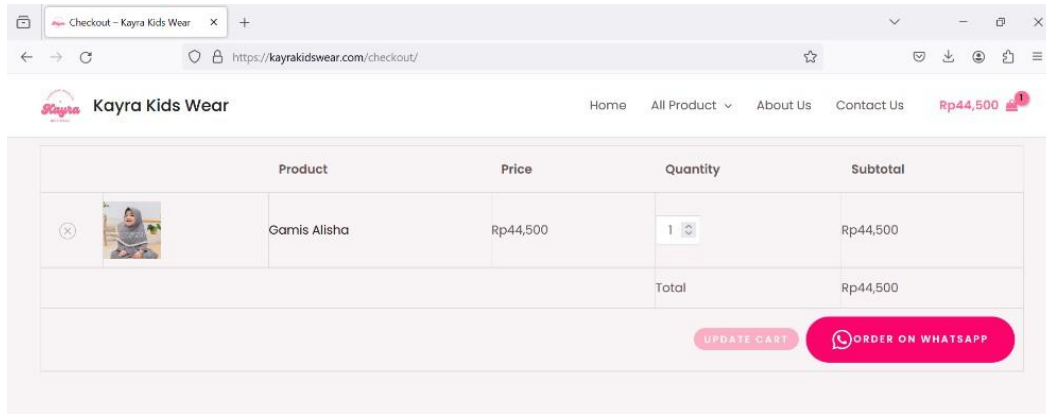 Checkout – Kayra Kids Wear
https://kayrakidswear.com/checkout/
Kayra Kayra Kids Wear Home All Product About Us Contact Us Rp44,500 1
Product Price Quantity Subtotal
Gamis Alisha Rp44,500 1 Rp44,500
Total Rp44,500
UPDATE CART ORDER ON WHATSAPP